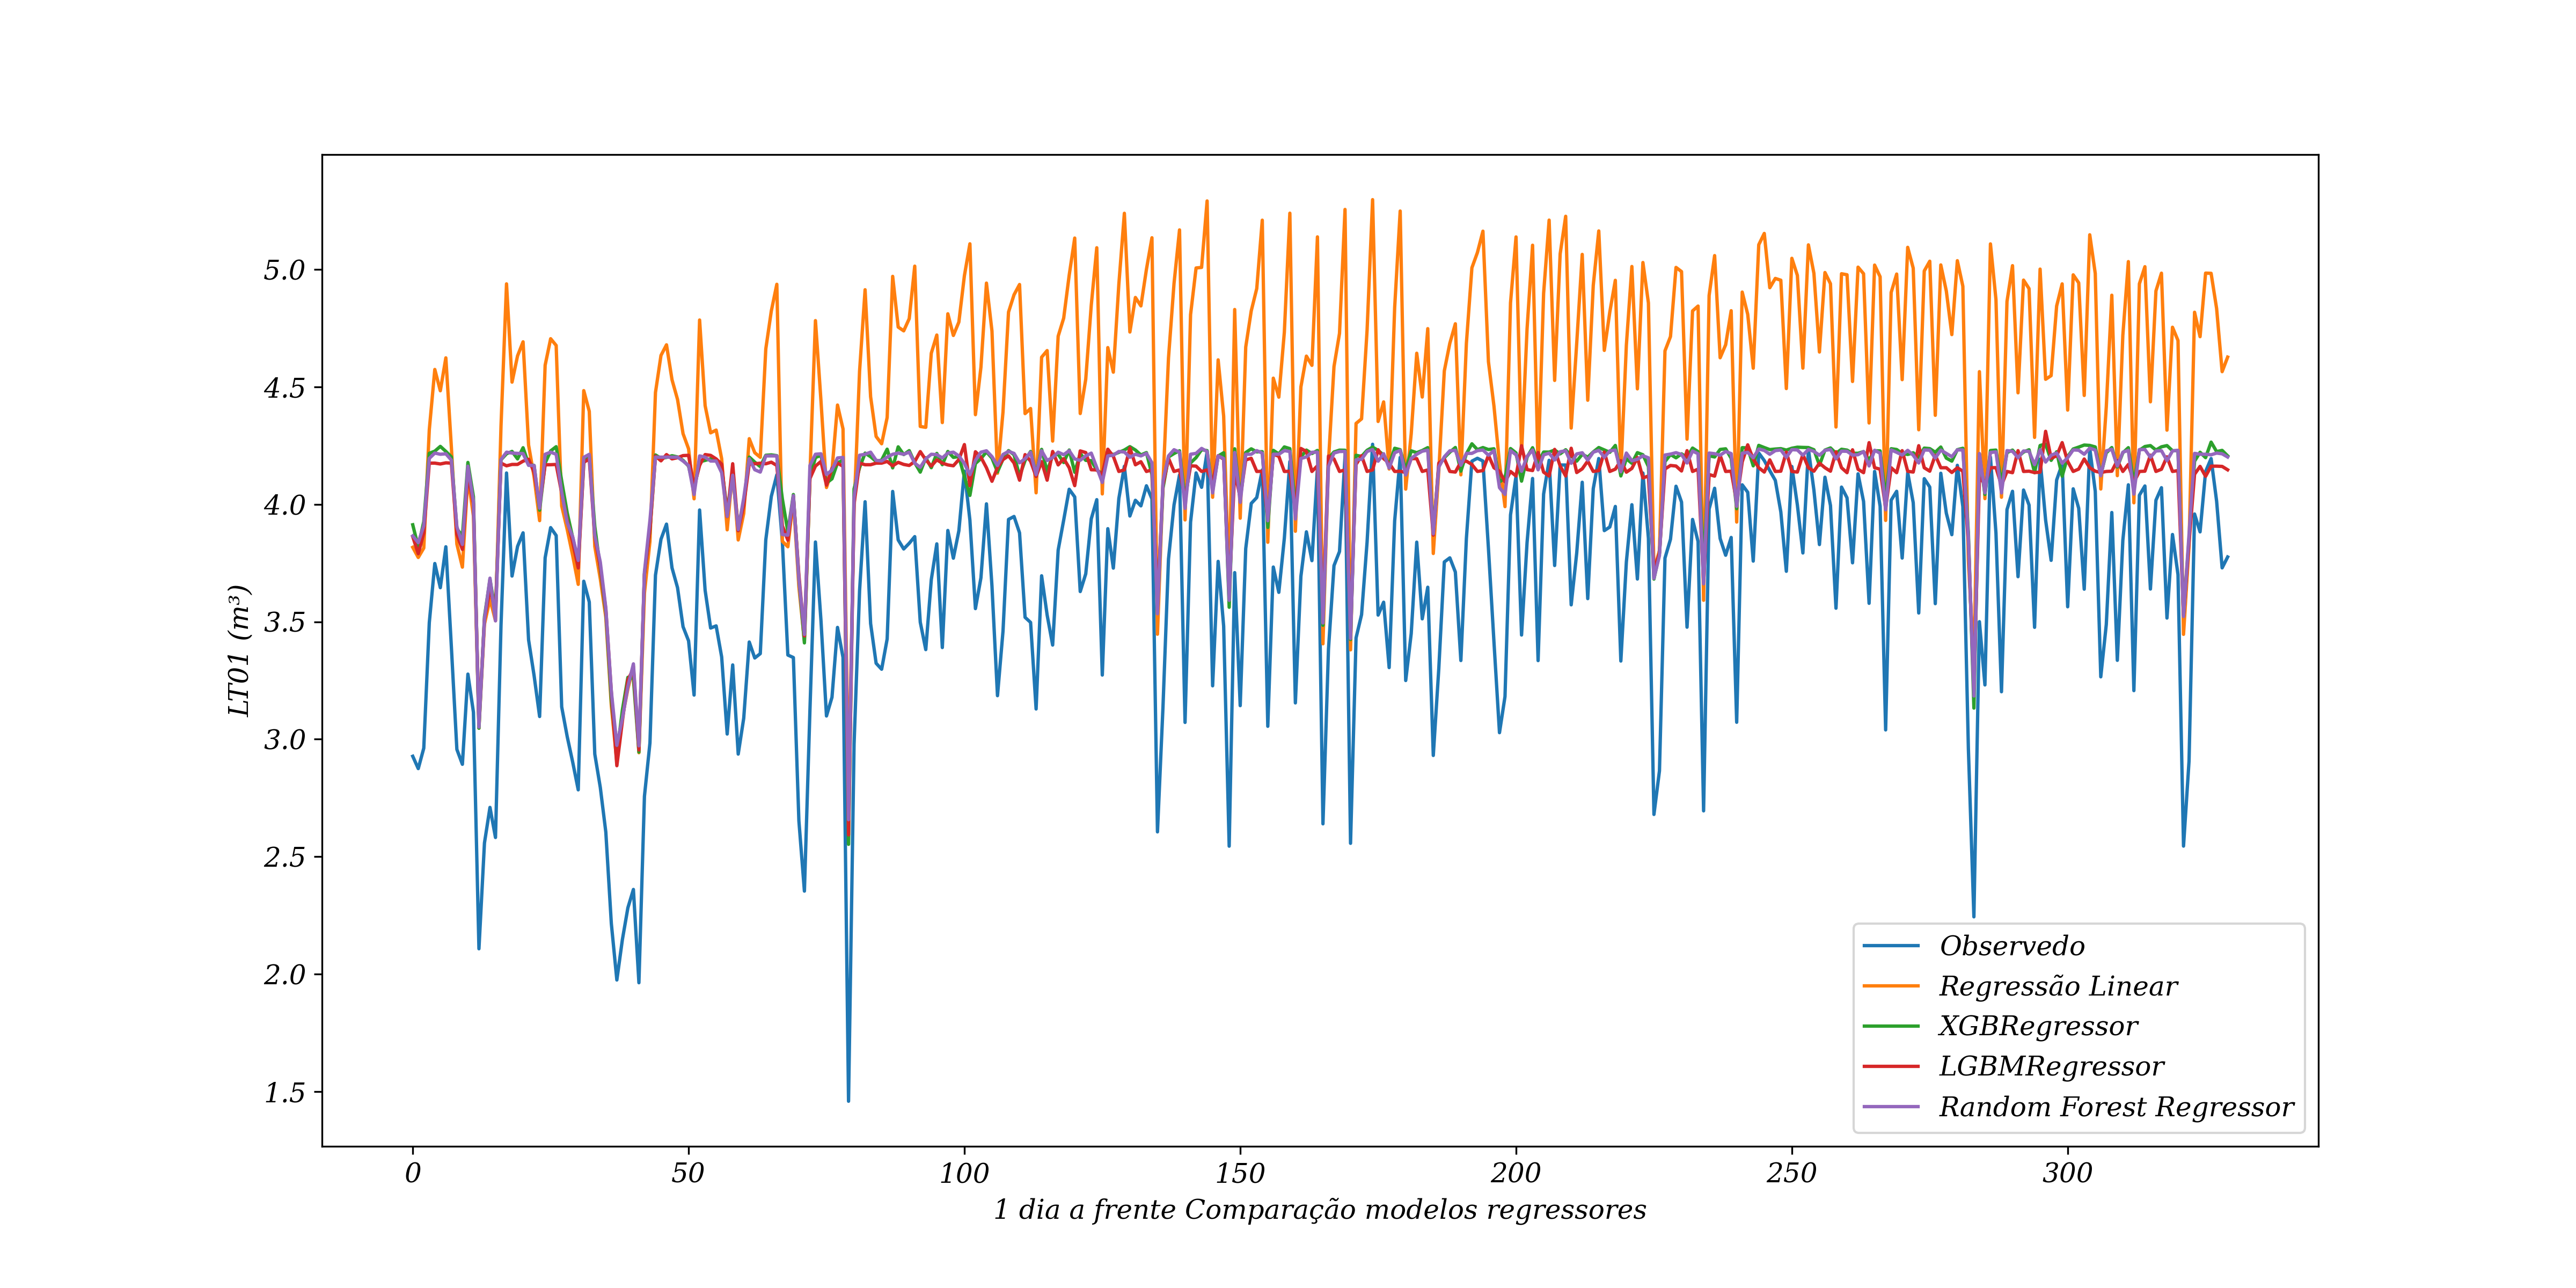 5.0
4.5
4.0
3.5
3.0
2.5
2.0
1.5
LT01 (m³)
0 50 100 150 200 250 300
1 dia a frente Comparação modelos regressores
Observedo
Regressão Linear
XGBRegressor
LGBMRegressor
Random Forest Regressor